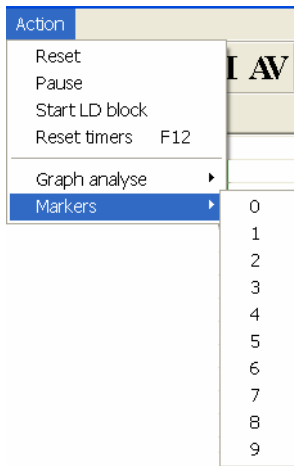 Action
Reset
I AV
Pause
Start LD block
Reset timers F12
Graph analyse
Markers
0
1
2
3
4
5
6
7
8
9